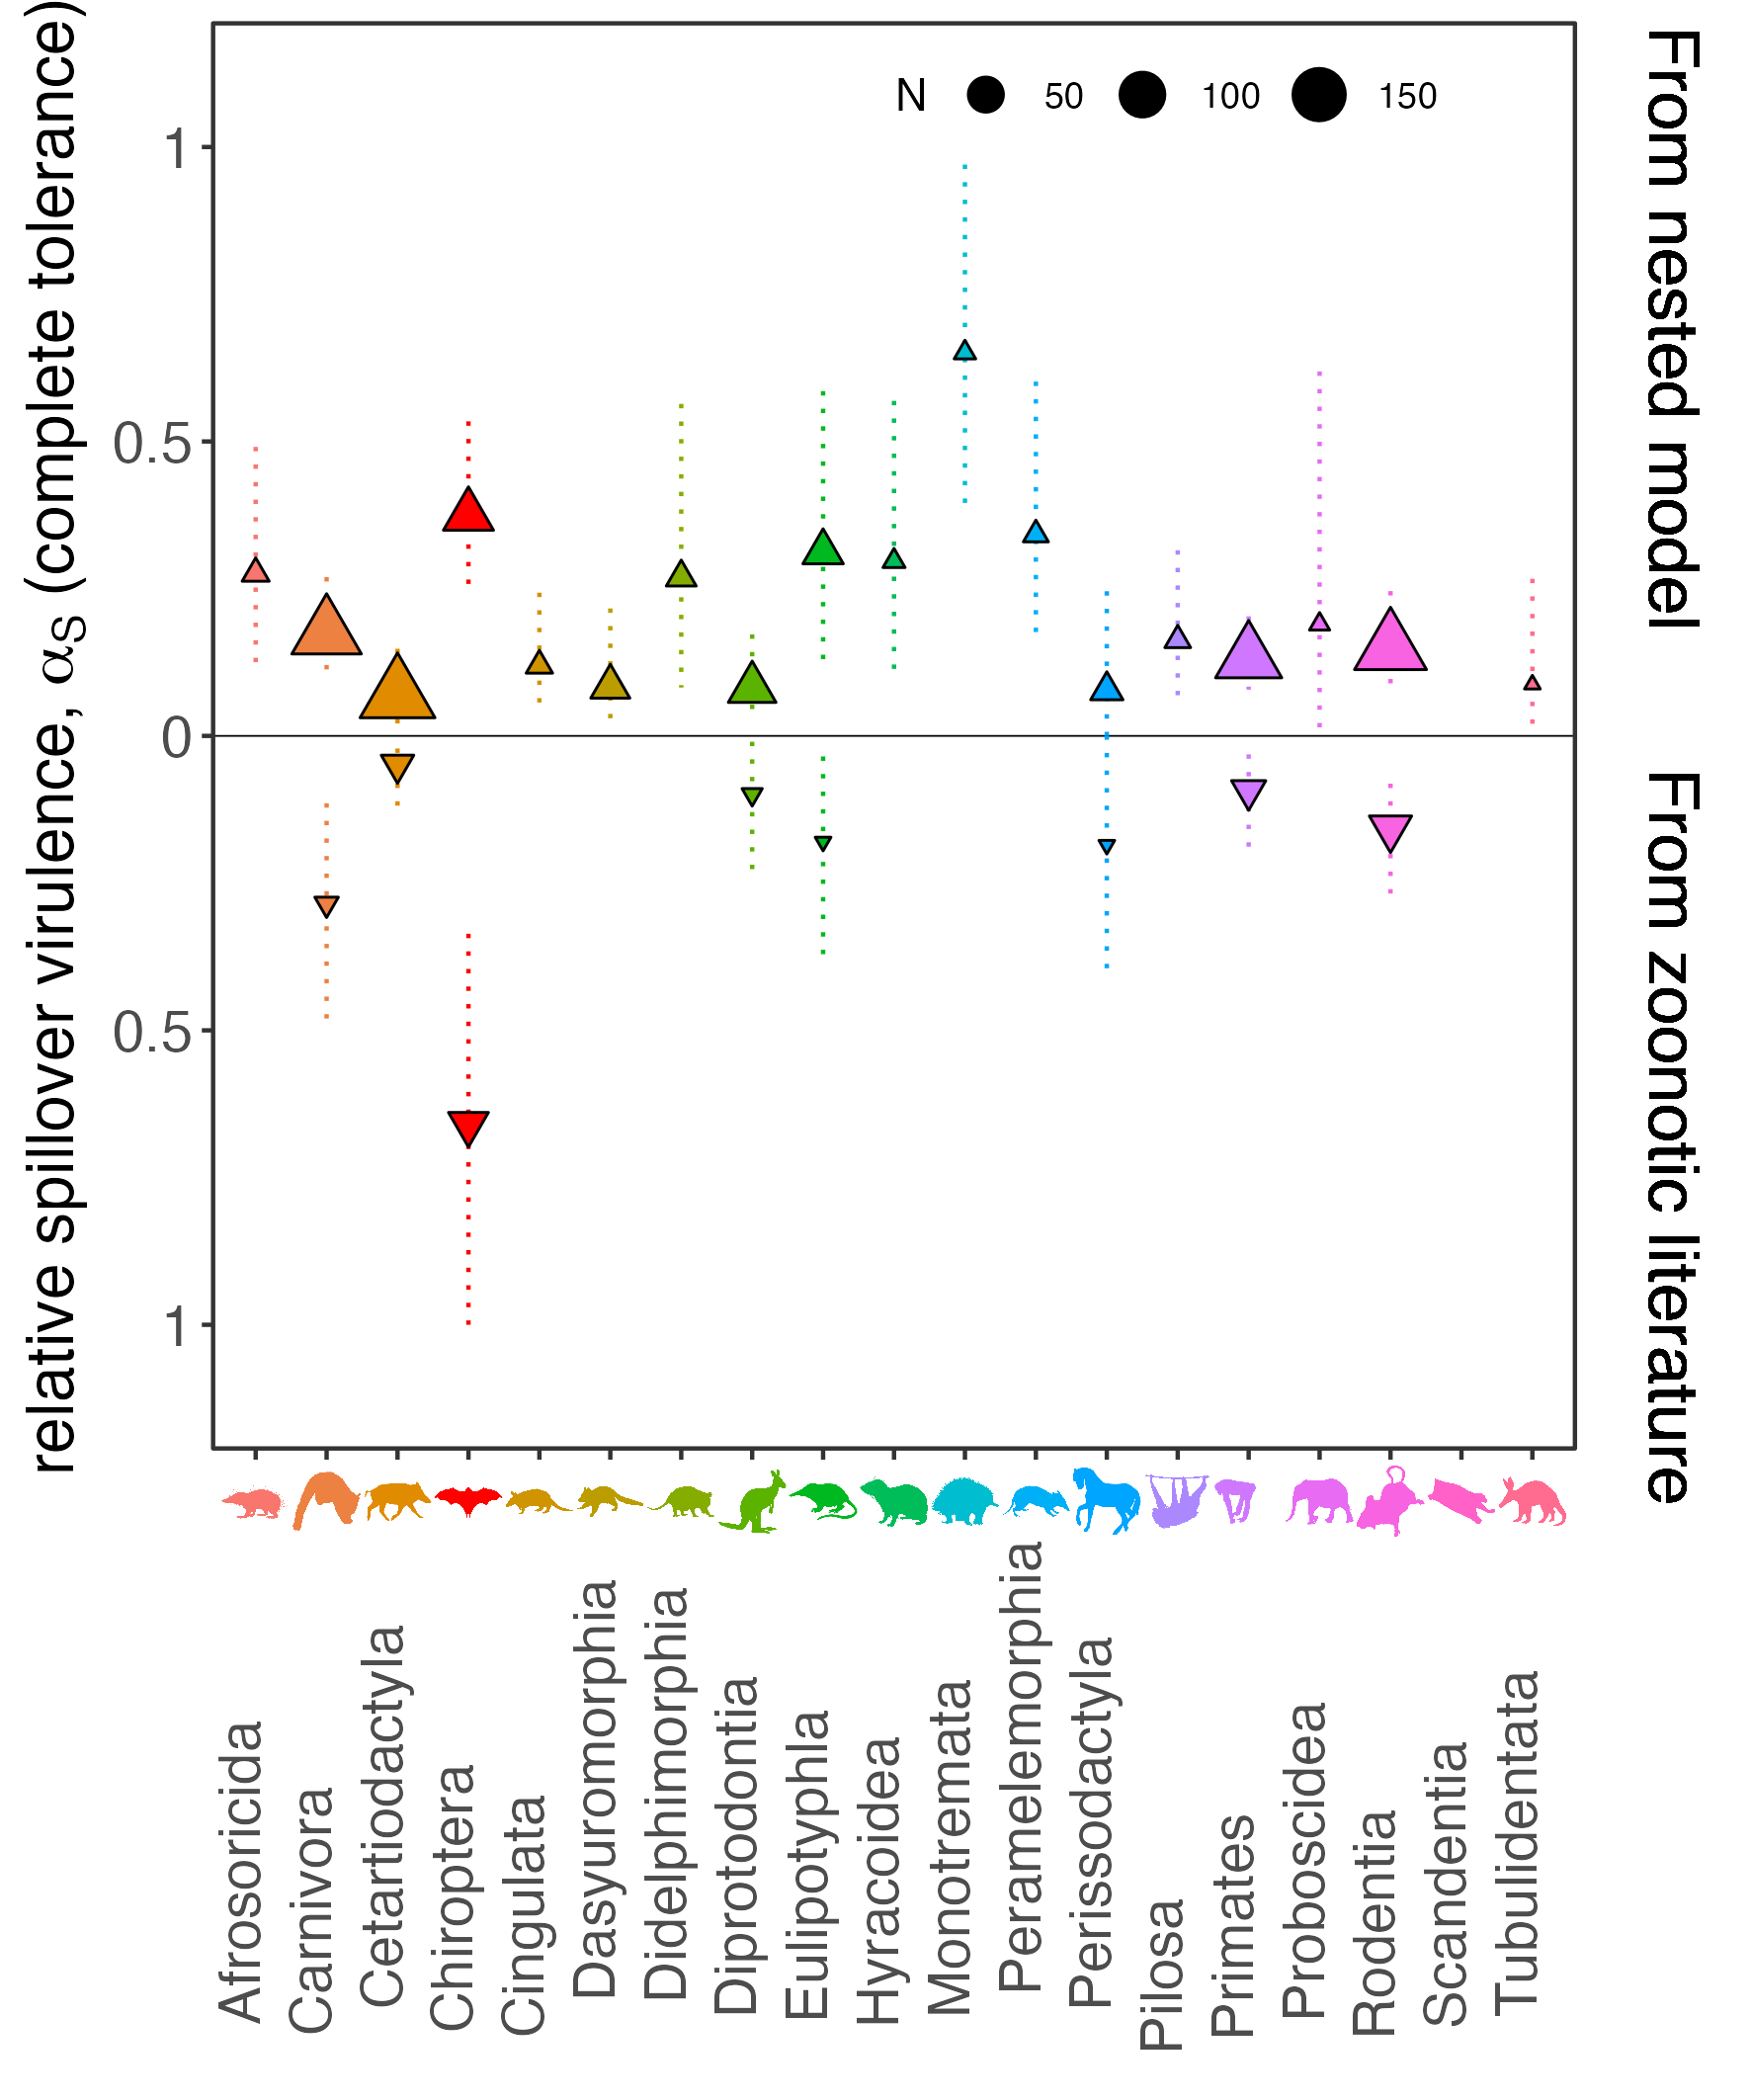 relative spillover virulence, αS (complete tolerance)
N 50 100 150
1
0.5
0
0.5
1
From nested model
From zoonotic literature
Afrosoricida
Carnivora
Cetartiodactyla
Chiroptera
Cingulata
Dasyuromorphia
Didelphimorphia
Diprotodontia
Eulipotyphla
Hyracoidea
Monotremata
Peramelemorphia
Perissodactyla
Pilosa
Primates
Proboscidea
Rodentia
Scandentia
Tubulidentata